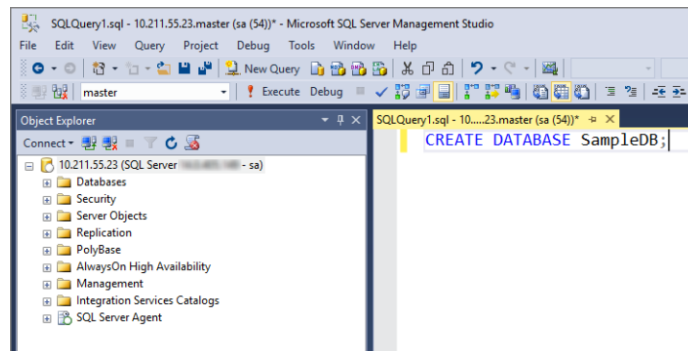 SQLQuery1.sql - 10.211.55.23.master (sa (54))* - Microsoft SQL Server Management Studio
File Edit View Query Project Debug Tools Window Help
New Query
master Execute Debug
Object Explorer
Connect
10.211.55.23 (SQL Server - sa)
Databases
Security
Server Objects
Replication
PolyBase
AlwaysOn High Availability
Management
Integration Services Catalogs
SQL Server Agent
SQLQuery1.sql - 10.....23.master (sa (54))*
CREATE DATABASE SampleDB;